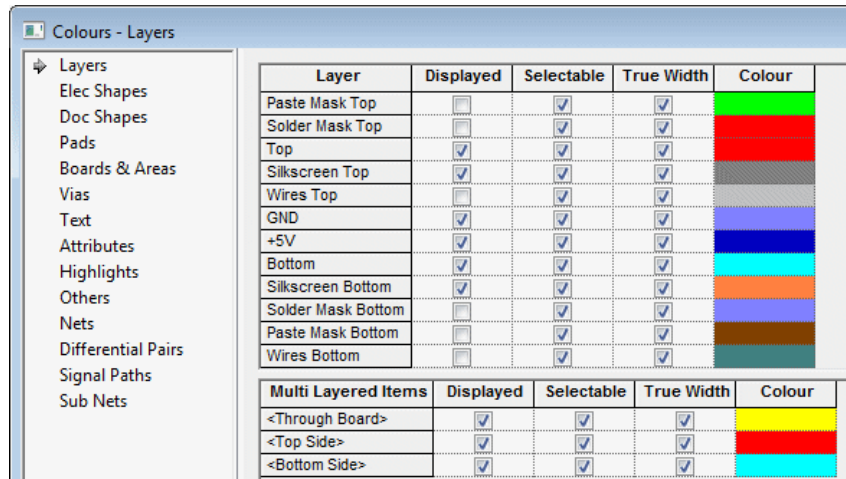 Colours - Layers
Layers
Elec Shapes
Doc Shapes
Pads
Boards & Areas
Vias
Text
Attributes
Highlights
Others
Nets
Differential Pairs
Signal Paths
Sub Nets
Layer Displayed Selectable True Width Colour
Paste Mask Top
Solder Mask Top
Top
Silkscreen Top
Wires Top
GND
+5V
Bottom
Silkscreen Bottom
Solder Mask Bottom
Paste Mask Bottom
Wires Bottom
Multi Layered Items Displayed Selectable True Width Colour
<Through Board>
<Top Side>
<Bottom Side>